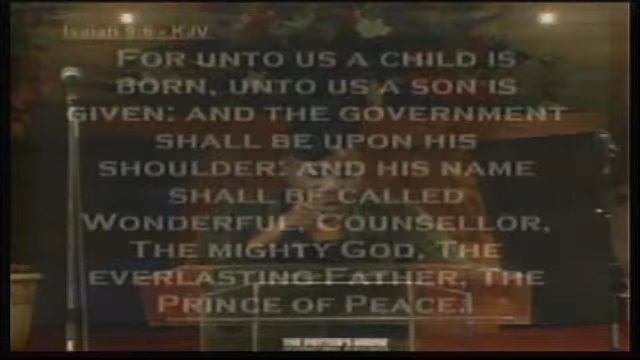 Isaiah 9:6 - KJV
FOR UNTO US A CHILD IS
BORN, UNTO US A SON IS
GIVEN: AND THE GOVERNMENT
SHALL BE UPON HIS
SHOULDER: AND HIS NAME
SHALL BE CALLED
WONDERFUL, COUNSELLOR,
THE MIGHTY GOD, THE
EVERLASTING FATHER, THE
PRINCE OF PEACE.
THE POTTER'S HOUSE